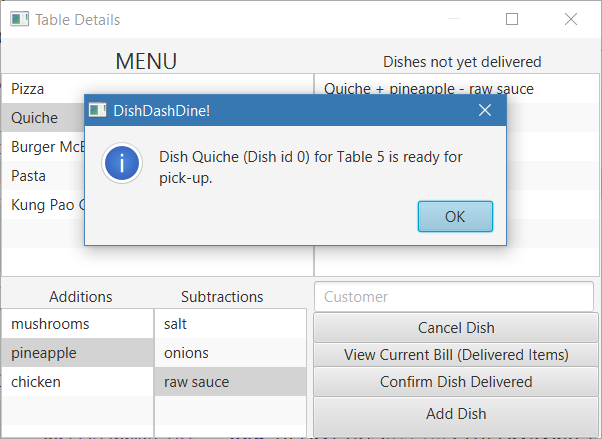 Table Details
MENU
Dishes not yet delivered
Pizza
Quiche + pineapple - raw sauce
Quiche
DishDashDine!
Dish Quiche (Dish id 0) for Table 5 is ready for
pick-up.
OK
Burger
Pasta
Kung Pao
Additions
Subtractions
Customer
mushrooms
salt
Cancel Dish
pineapple
onions
View Current Bill (Delivered Items)
chicken
raw sauce
Confirm Dish Delivered
Add Dish